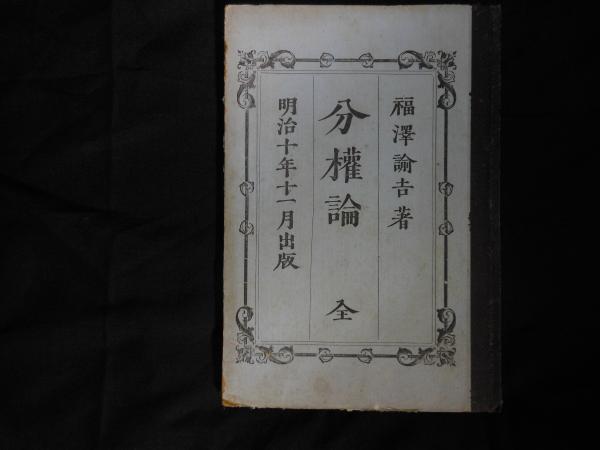 福澤諭吉著
分權論 全
明治十年十一月出版